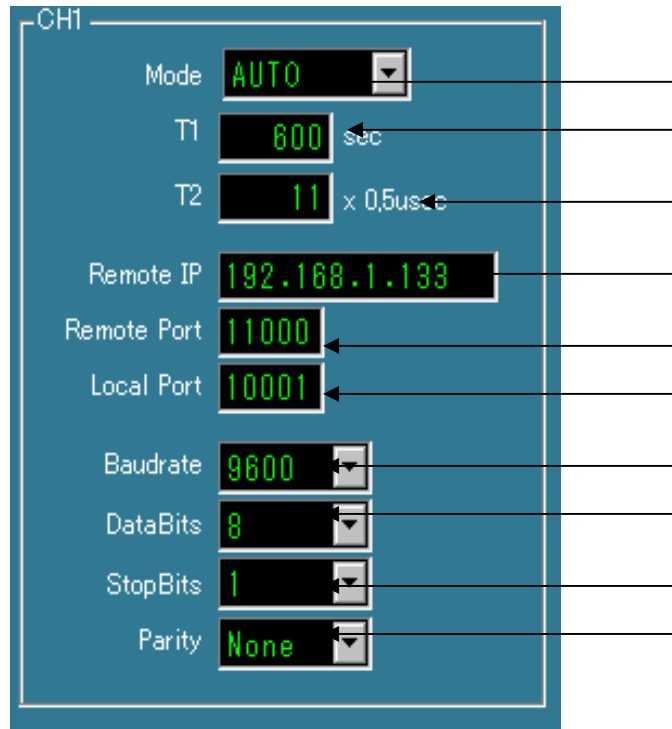 CH1
Mode AUTO
T1 600 sec
T2 11 x 0,5usec
Remote IP 192.168.1.133
Remote Port 11000
Local Port 10001
Baudrate 9600
DataBits 8
StopBits 1
Parity None